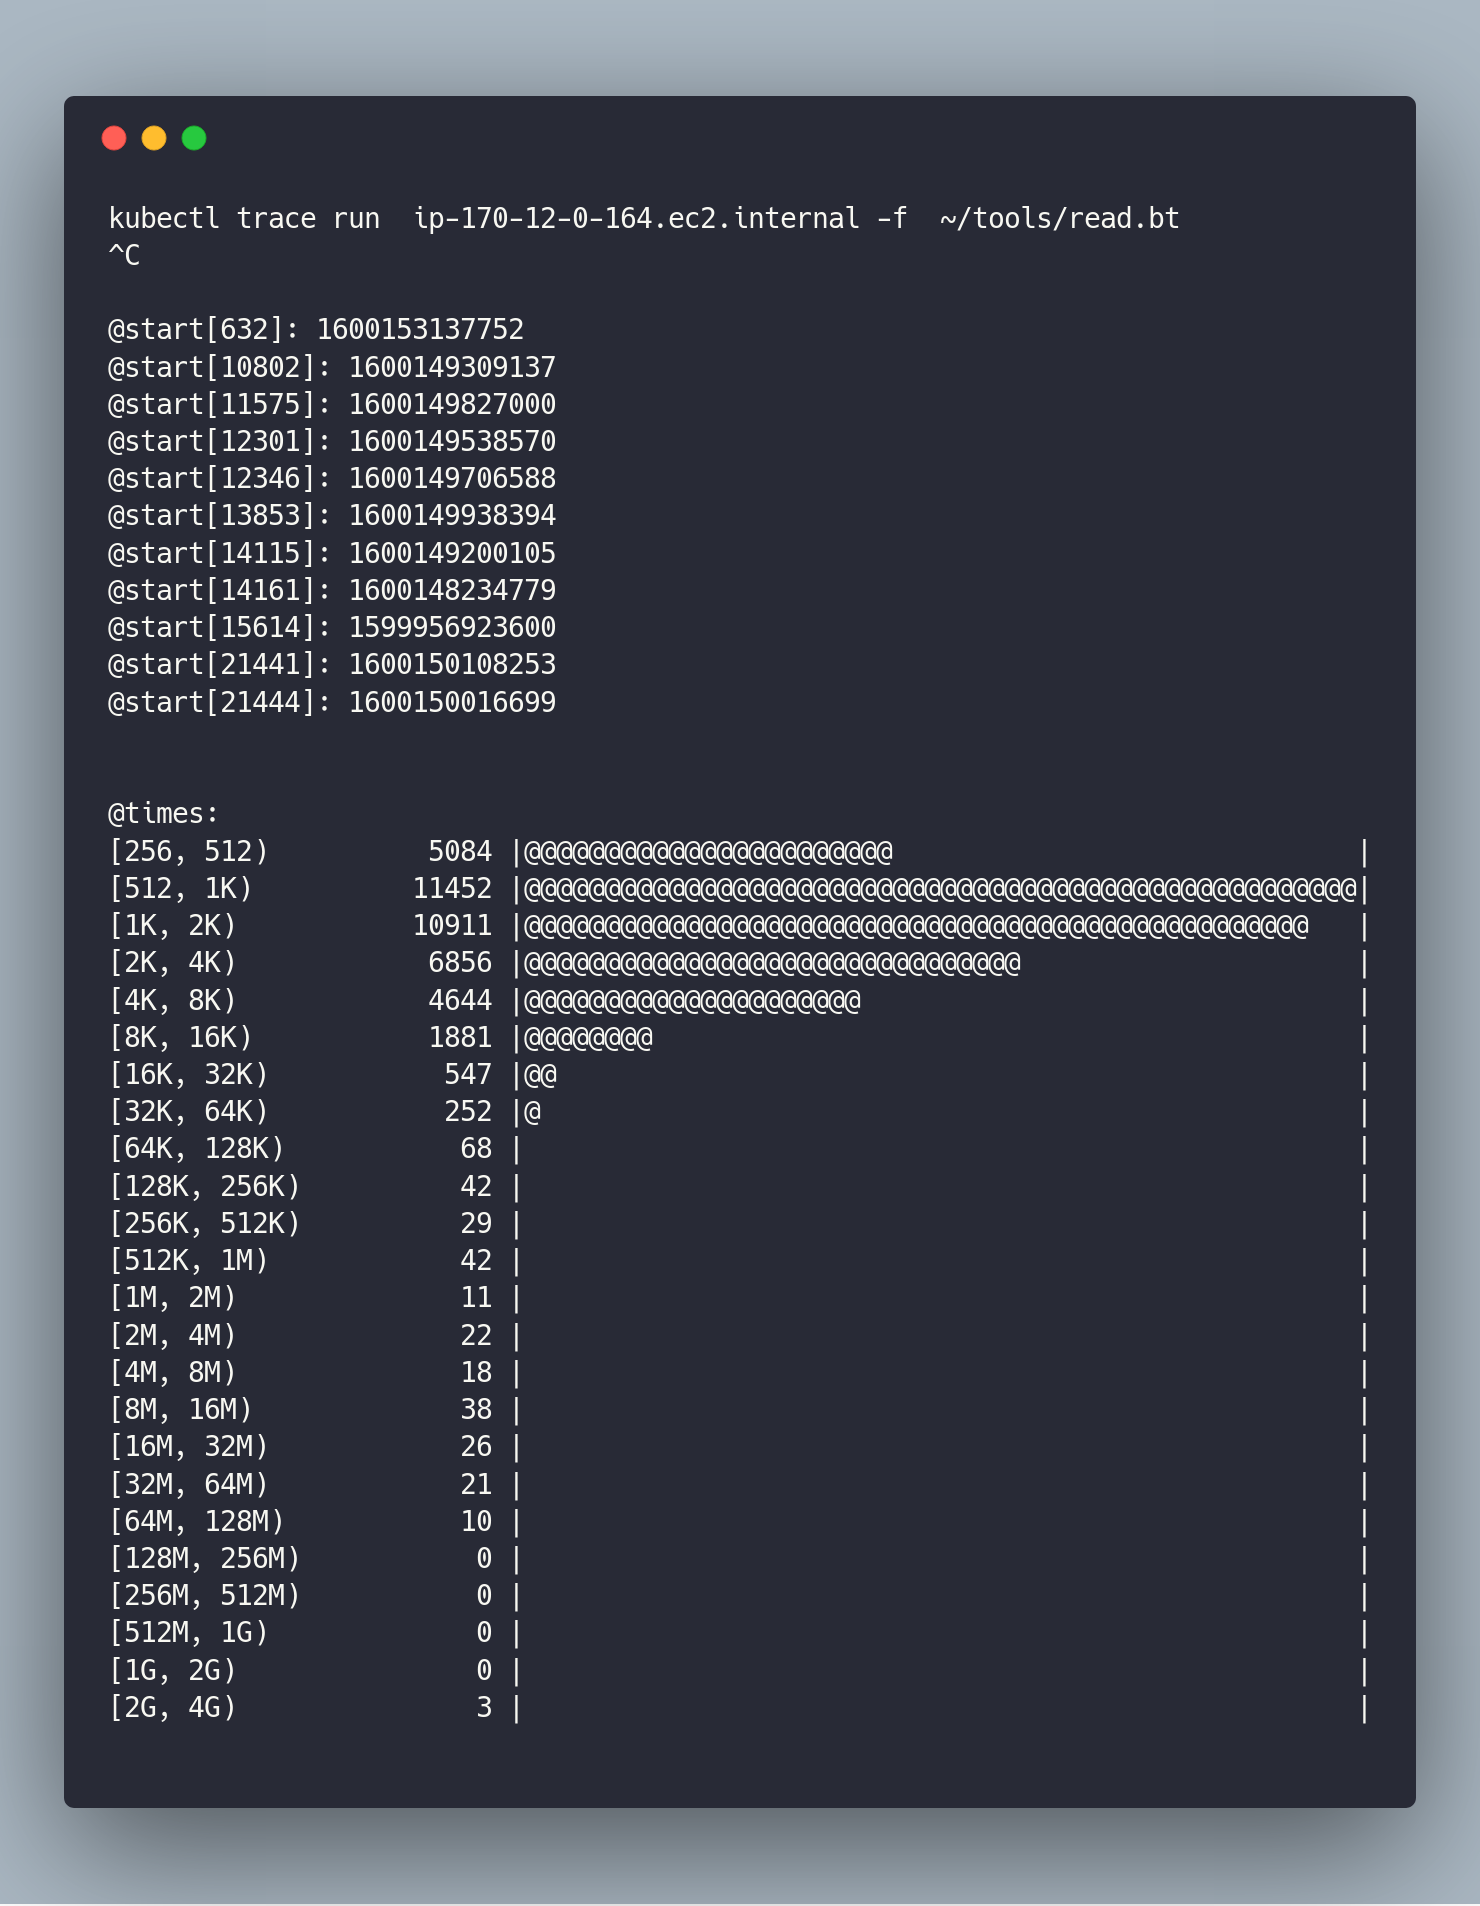 kubectl trace run  ip-170-12-0-164.ec2.internal -f  ~/tools/read.bt
^C
@start[632]: 1600153137752
@start[10802]: 1600149309137
@start[11575]: 1600149827000
@start[12301]: 1600149538570
@start[12346]: 1600149706588
@start[13853]: 1600149938394
@start[14115]: 1600149200105
@start[14161]: 1600148234779
@start[15614]: 1599956923600
@start[21441]: 1600150108253
@start[21444]: 1600150016699
@times:
[256, 512)          5084 |@@@@@@@@@@@@@@@@@@@@@@@                             |
[512, 1K)          11452 |@@@@@@@@@@@@@@@@@@@@@@@@@@@@@@@@@@@@@@@@@@@@@@@@@@@@|
[1K, 2K)           10911 |@@@@@@@@@@@@@@@@@@@@@@@@@@@@@@@@@@@@@@@@@@@@@@@@@   |
[2K, 4K)            6856 |@@@@@@@@@@@@@@@@@@@@@@@@@@@@@@@                     |
[4K, 8K)            4644 |@@@@@@@@@@@@@@@@@@@@@                               |
[8K, 16K)           1881 |@@@@@@@@                                            |
[16K, 32K)           547 |@@                                                  |
[32K, 64K)           252 |@                                                   |
[64K, 128K)           68 |                                                    |
[128K, 256K)          42 |                                                    |
[256K, 512K)          29 |                                                    |
[512K, 1M)            42 |                                                    |
[1M, 2M)              11 |                                                    |
[2M, 4M)              22 |                                                    |
[4M, 8M)              18 |                                                    |
[8M, 16M)             38 |                                                    |
[16M, 32M)            26 |                                                    |
[32M, 64M)            21 |                                                    |
[64M, 128M)           10 |                                                    |
[128M, 256M)           0 |                                                    |
[256M, 512M)           0 |                                                    |
[512M, 1G)             0 |                                                    |
[1G, 2G)               0 |                                                    |
[2G, 4G)               3 |                                                    |